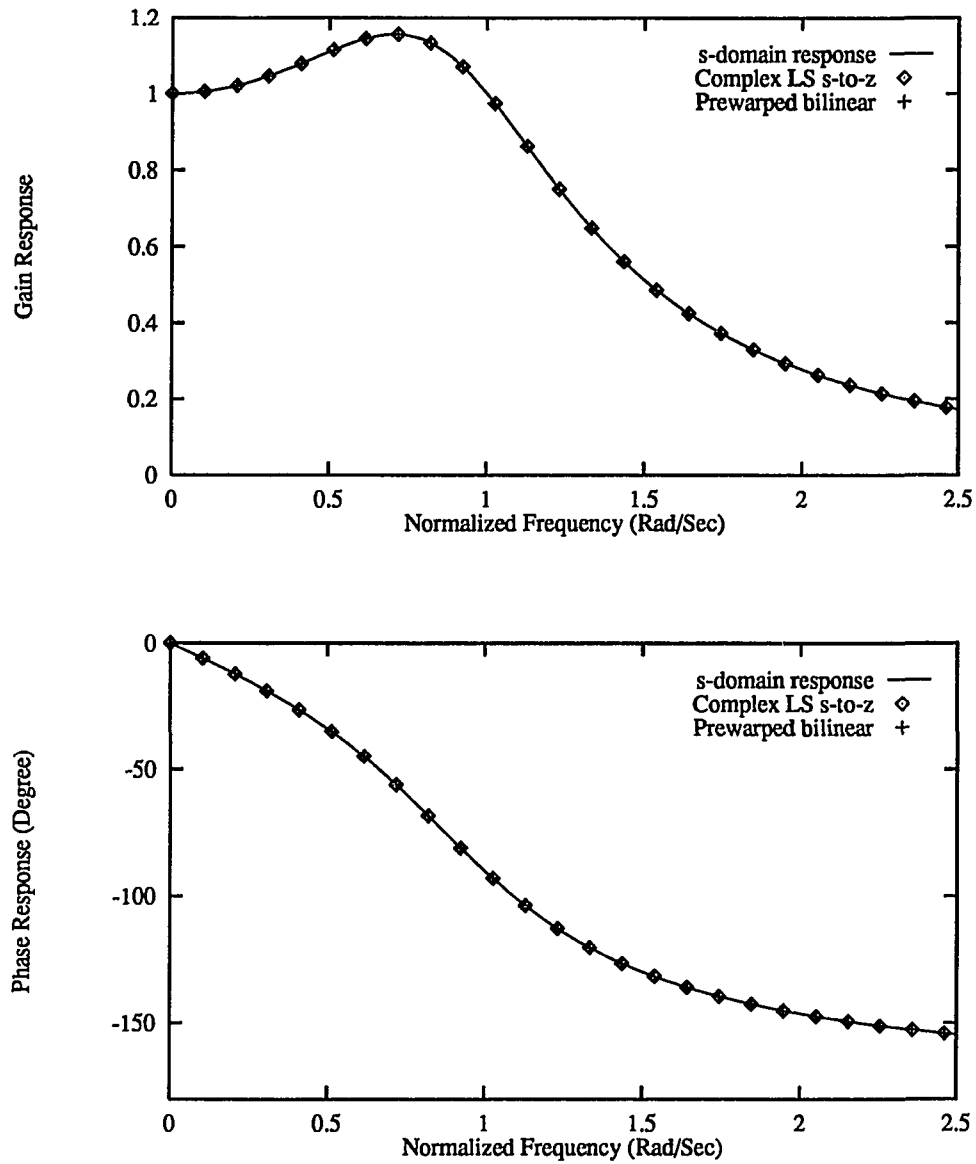 1.2
1
0.8
0.6
0.4
0.2
0
Gain Response
s-domain response
Complex LS s-to-z
Prewarped bilinear
0 0.5 1 1.5 2 2.5
Normalized Frequency (Rad/Sec)
0
-50
-100
-150
Phase Response (Degree)
s-domain response
Complex LS s-to-z
Prewarped bilinear
0 0.5 1 1.5 2 2.5
Normalized Frequency (Rad/Sec)